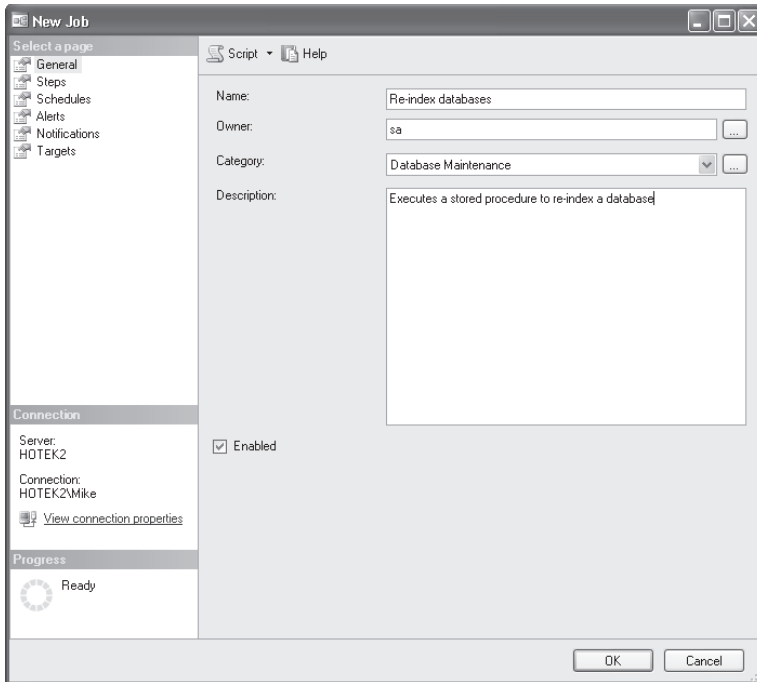 New Job
Select a page
General
Steps
Schedules
Alerts
Notifications
Targets
Script
Help
Name:
Re-index databases
Owner:
sa
...
Category:
Database Maintenance
...
Description:
Executes a stored procedure to re-index a database
Enabled
Connection
Server:
HOTEK2
Connection:
HOTEK2\Mike
View connection properties
Progress
Ready
OK
Cancel